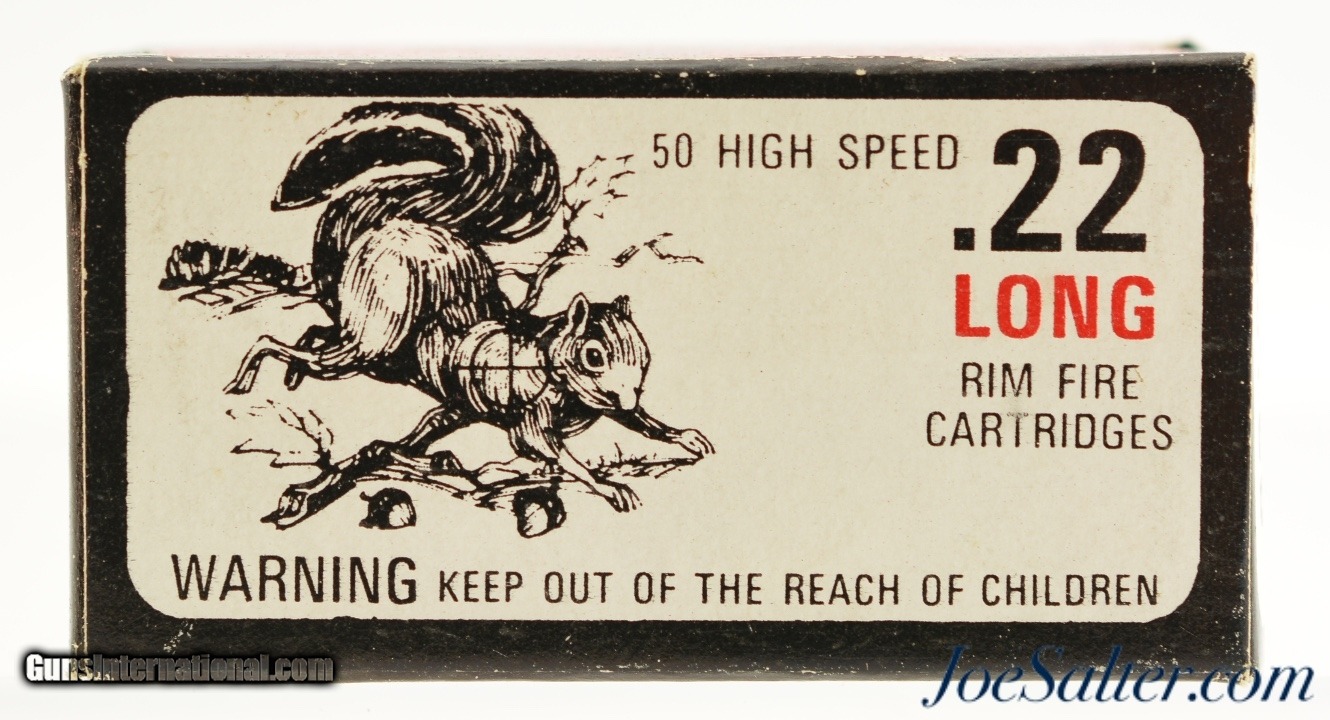 50 HIGH SPEED .22
LONG
RIM FIRE
CARTRIDGES
WARNING KEEP OUT OF THE REACH OF CHILDREN
GunsInternational.com
JoeSalter.com